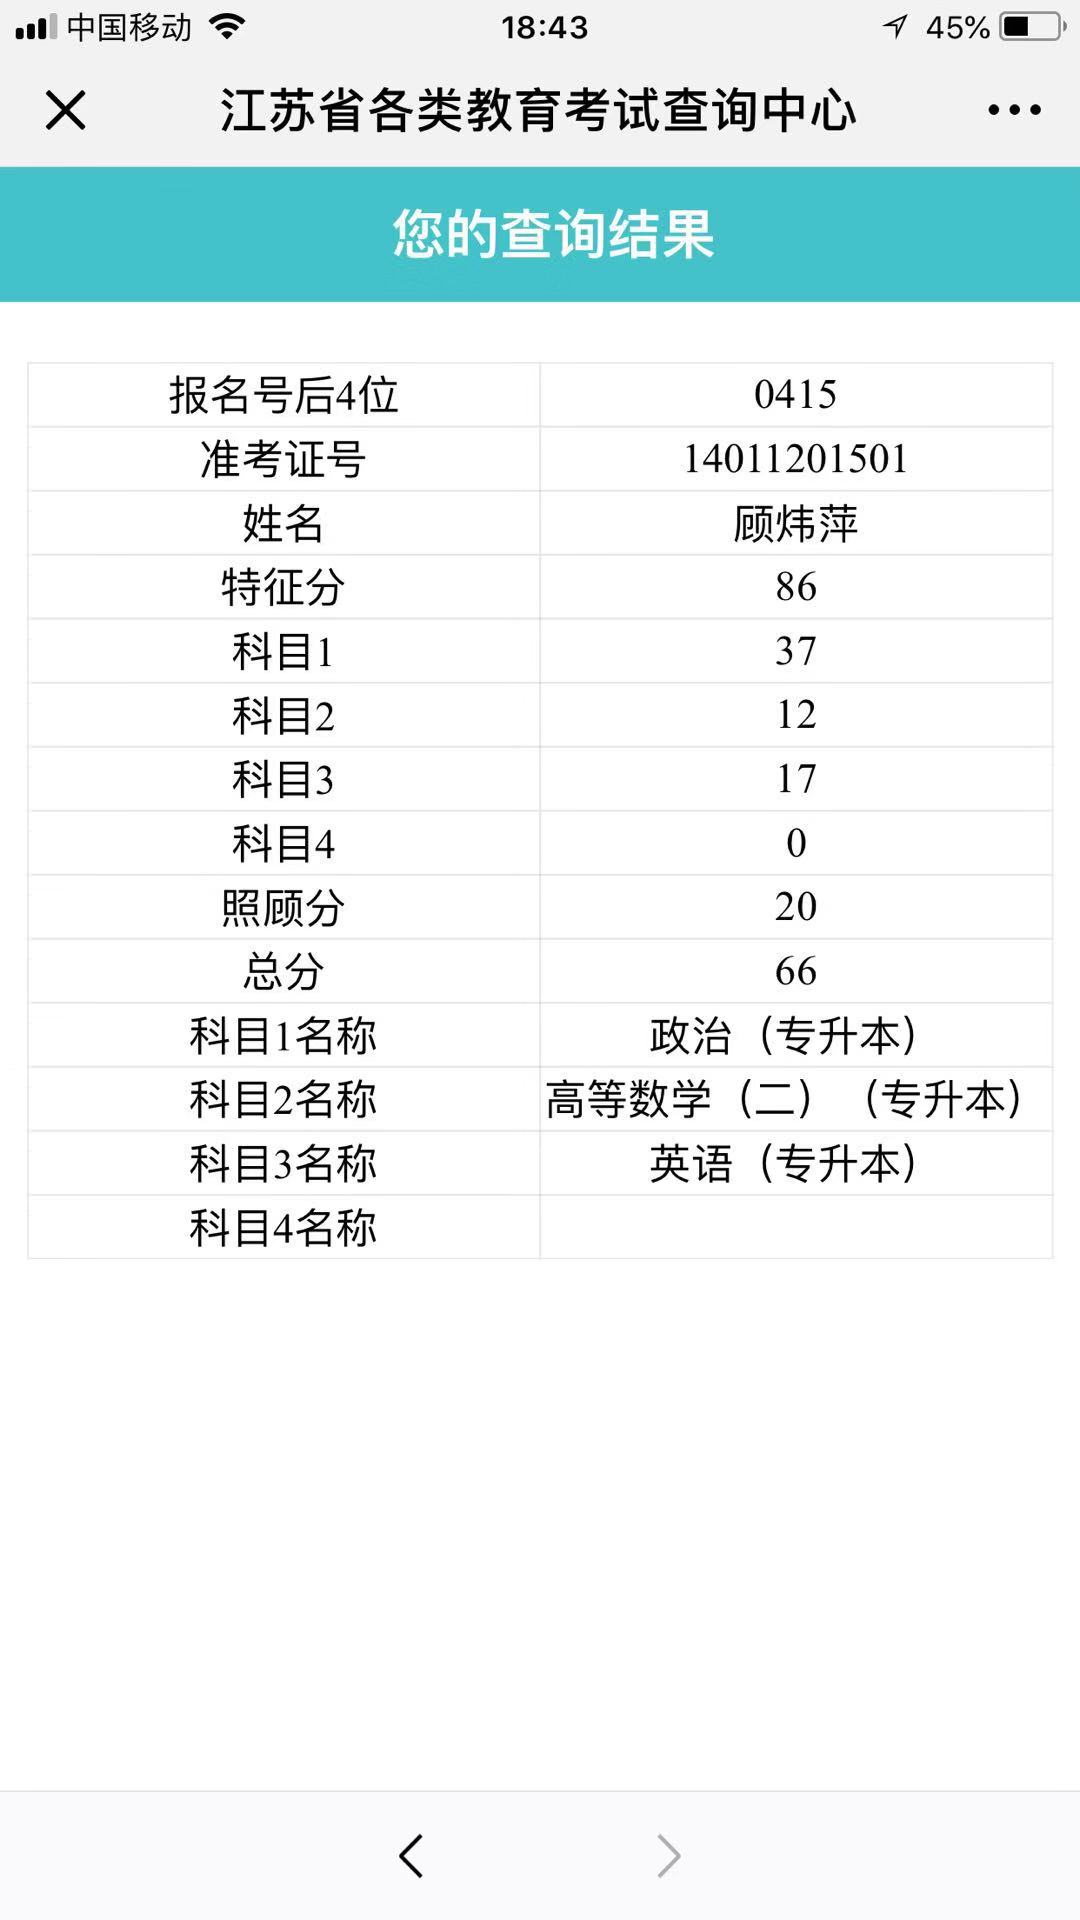 中国移动 18:43 45%
江苏省各类教育考试查询中心
您的查询结果
报名号后4位 0415
准考证号 14011201501
姓名 顾炜萍
特征分 86
科目1 37
科目2 12
科目3 17
科目4 0
照顾分 20
总分 66
科目1名称 政治（专升本）
科目2名称 高等数学（二）（专升本）
科目3名称 英语（专升本）
科目4名称